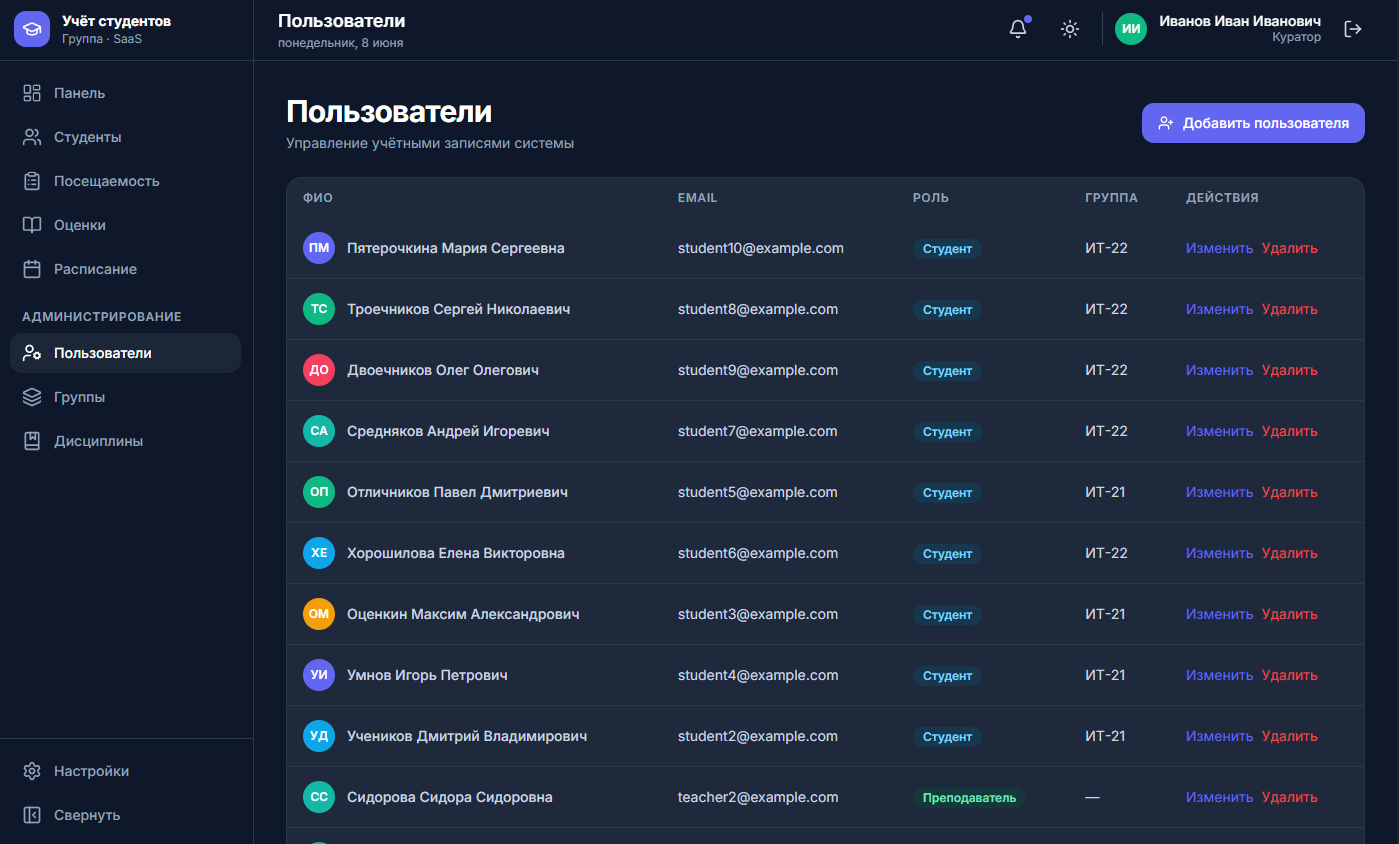 Учёт студентов
Группа · SaaS
Пользователи
понедельник, 8 июня
ИИ
Иванов Иван Иванович
Куратор
Панель
Студенты
Посещаемость
Оценки
Расписание
АДМИНИСТРИРОВАНИЕ
Пользователи
Группы
Дисциплины
Настройки
Свернуть
Пользователи
Управление учётными записями системы
Добавить пользователя
ФИО EMAIL РОЛЬ ГРУППА ДЕЙСТВИЯ
ПМ Пятерочкина Мария Сергеевна student10@example.com Студент ИТ-22 Изменить Удалить
ТС Троечников Сергей Николаевич student8@example.com Студент ИТ-22 Изменить Удалить
ДО Двоечников Олег Олегович student9@example.com Студент ИТ-22 Изменить Удалить
СА Средняков Андрей Игоревич student7@example.com Студент ИТ-22 Изменить Удалить
ОП Отличников Павел Дмитриевич student5@example.com Студент ИТ-21 Изменить Удалить
ХЕ Хорошилова Елена Викторовна student6@example.com Студент ИТ-22 Изменить Удалить
ОМ Оценкин Максим Александрович student3@example.com Студент ИТ-21 Изменить Удалить
УИ Умнов Игорь Петрович student4@example.com Студент ИТ-21 Изменить Удалить
УД Учеников Дмитрий Владимирович student2@example.com Студент ИТ-21 Изменить Удалить
СС Сидорова Сидора Сидоровна teacher2@example.com Преподаватель — Изменить Удалить